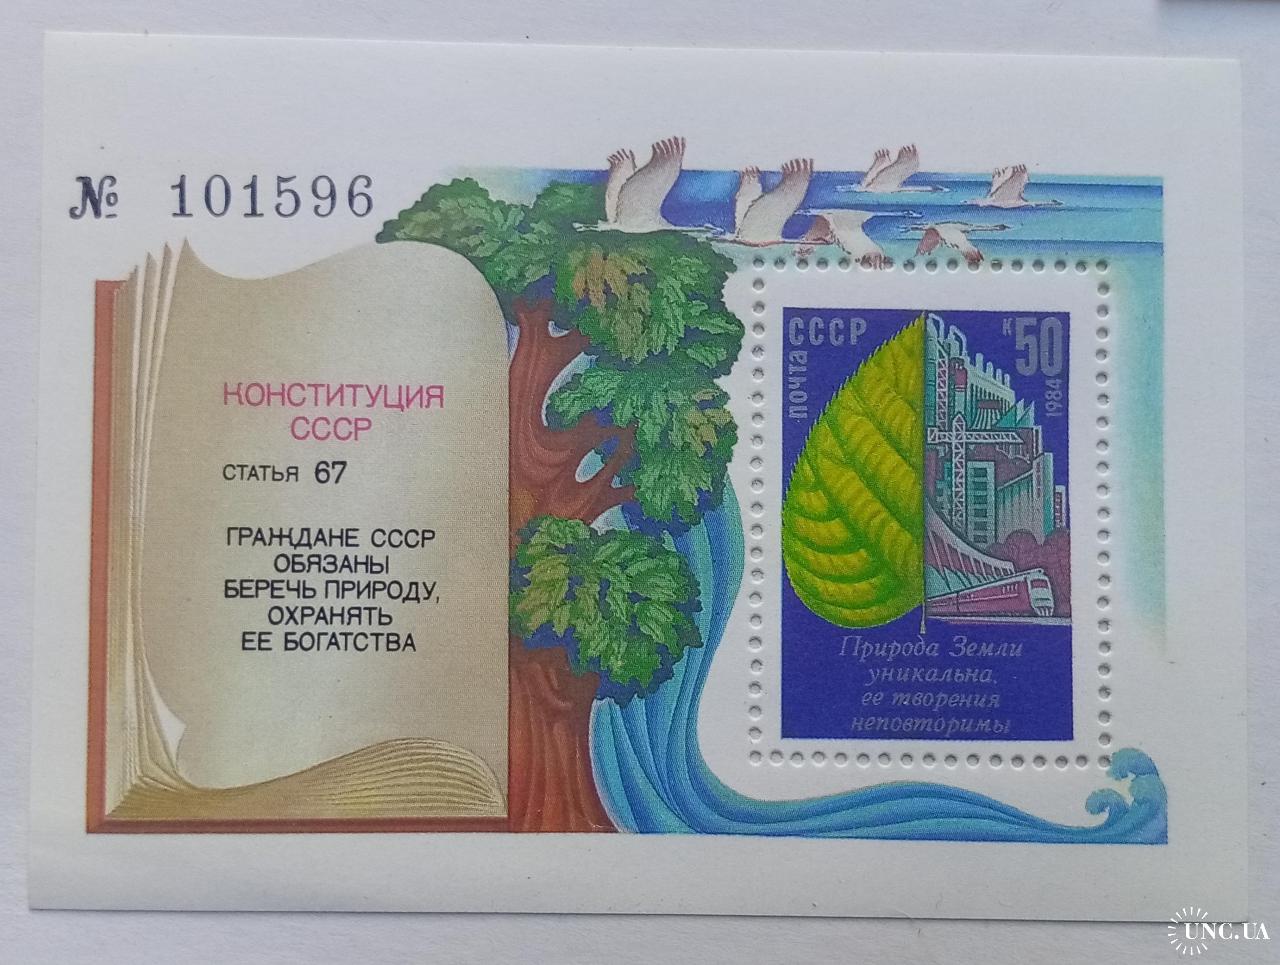 № 101596
КОНСТИТУЦИЯ
СССР
СТАТЬЯ 67
ГРАЖДАНЕ СССР
ОБЯЗАНЫ
БЕРЕЧЬ ПРИРОДУ,
ОХРАНЯТЬ
ЕЕ БОГАТСТВА
ПОЧТА
СССР
К 50
1984
Природа Земли
уникальна,
ее творения
неповторимы
UNC.UA